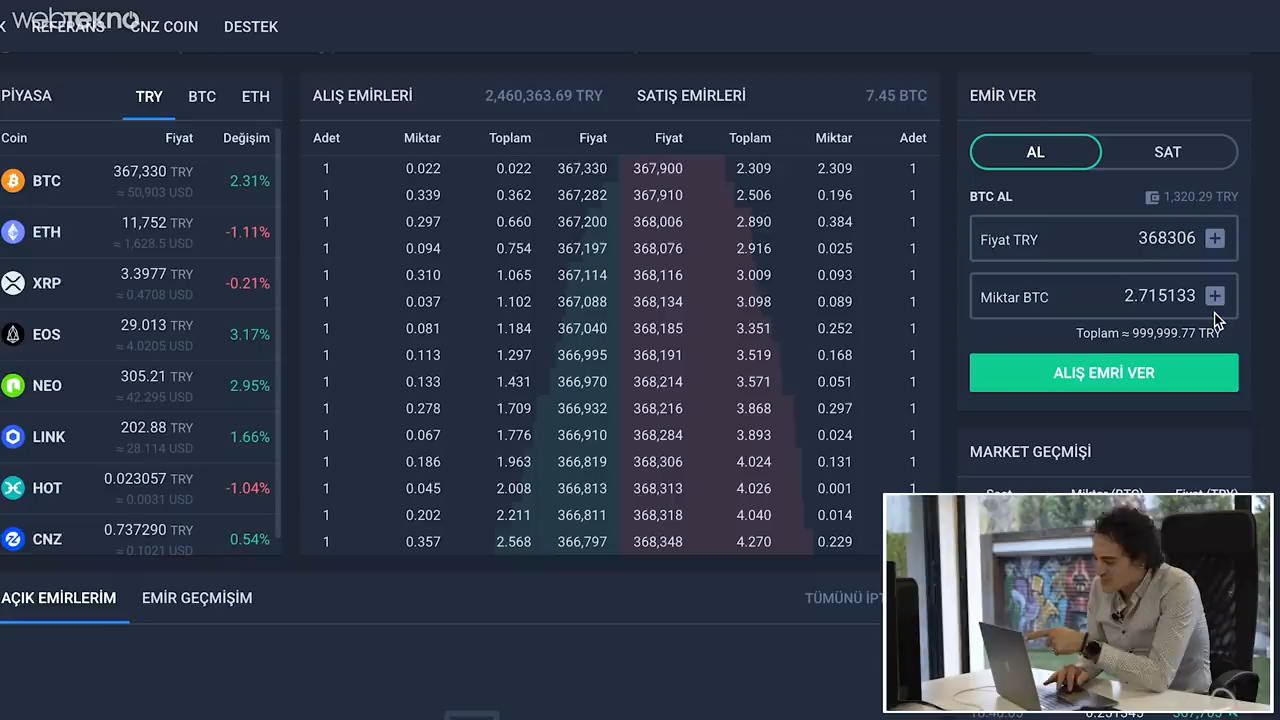 webtekno
K REFERANS CNZ COIN DESTEK
PİYASA TRY BTC ETH
Coin Fiyat Değişim
BTC 367,330 TRY 2.31%
≈ 50,903 USD
ETH 11,752 TRY -1.11%
≈ 1,628.5 USD
XRP 3.3977 TRY -0.21%
≈ 0.4708 USD
EOS 29.013 TRY 3.17%
≈ 4.0205 USD
NEO 305.21 TRY 2.95%
≈ 42.295 USD
LINK 202.88 TRY 1.66%
≈ 28.114 USD
HOT 0.023057 TRY -1.04%
≈ 0.0031 USD
CNZ 0.737290 TRY 0.54%
≈ 0.1021 USD
ALIŞ EMİRLERİ 2,460,363.69 TRY SATIŞ EMİRLERİ 7.45 BTC
Adet Miktar Toplam Fiyat Fiyat Toplam Miktar Adet
1 0.022 0.022 367,330 367,900 2.309 2.309 1
1 0.339 0.362 367,282 367,910 2.506 0.196 1
1 0.297 0.660 367,200 368,006 2.890 0.384 1
1 0.094 0.754 367,197 368,076 2.916 0.025 1
1 0.310 1.065 367,114 368,116 3.009 0.093 1
1 0.037 1.102 367,088 368,134 3.098 0.089 1
1 0.081 1.184 367,040 368,185 3.351 0.252 1
1 0.113 1.297 366,995 368,191 3.519 0.168 1
1 0.133 1.431 366,970 368,214 3.571 0.051 1
1 0.278 1.709 366,932 368,216 3.868 0.297 1
1 0.067 1.776 366,910 368,284 3.893 0.024 1
1 0.186 1.963 366,819 368,306 4.024 0.131 1
1 0.045 2.008 366,813 368,313 4.026 0.001 1
1 0.202 2.211 366,811 368,318 4.040 0.014
1 0.357 2.568 366,797 368,348 4.270 0.229
EMİR VER
AL SAT
BTC AL 1,320.29 TRY
Fiyat TRY 368306
Miktar BTC 2.715133
Toplam ≈ 999,999.77 TRY
ALIŞ EMRİ VER
MARKET GEÇMİŞİ
Saat Miktar (BTC) Fiyat (TRY)
AÇIK EMİRLERİM EMİR GEÇMİŞİM TÜMÜNÜ İPT